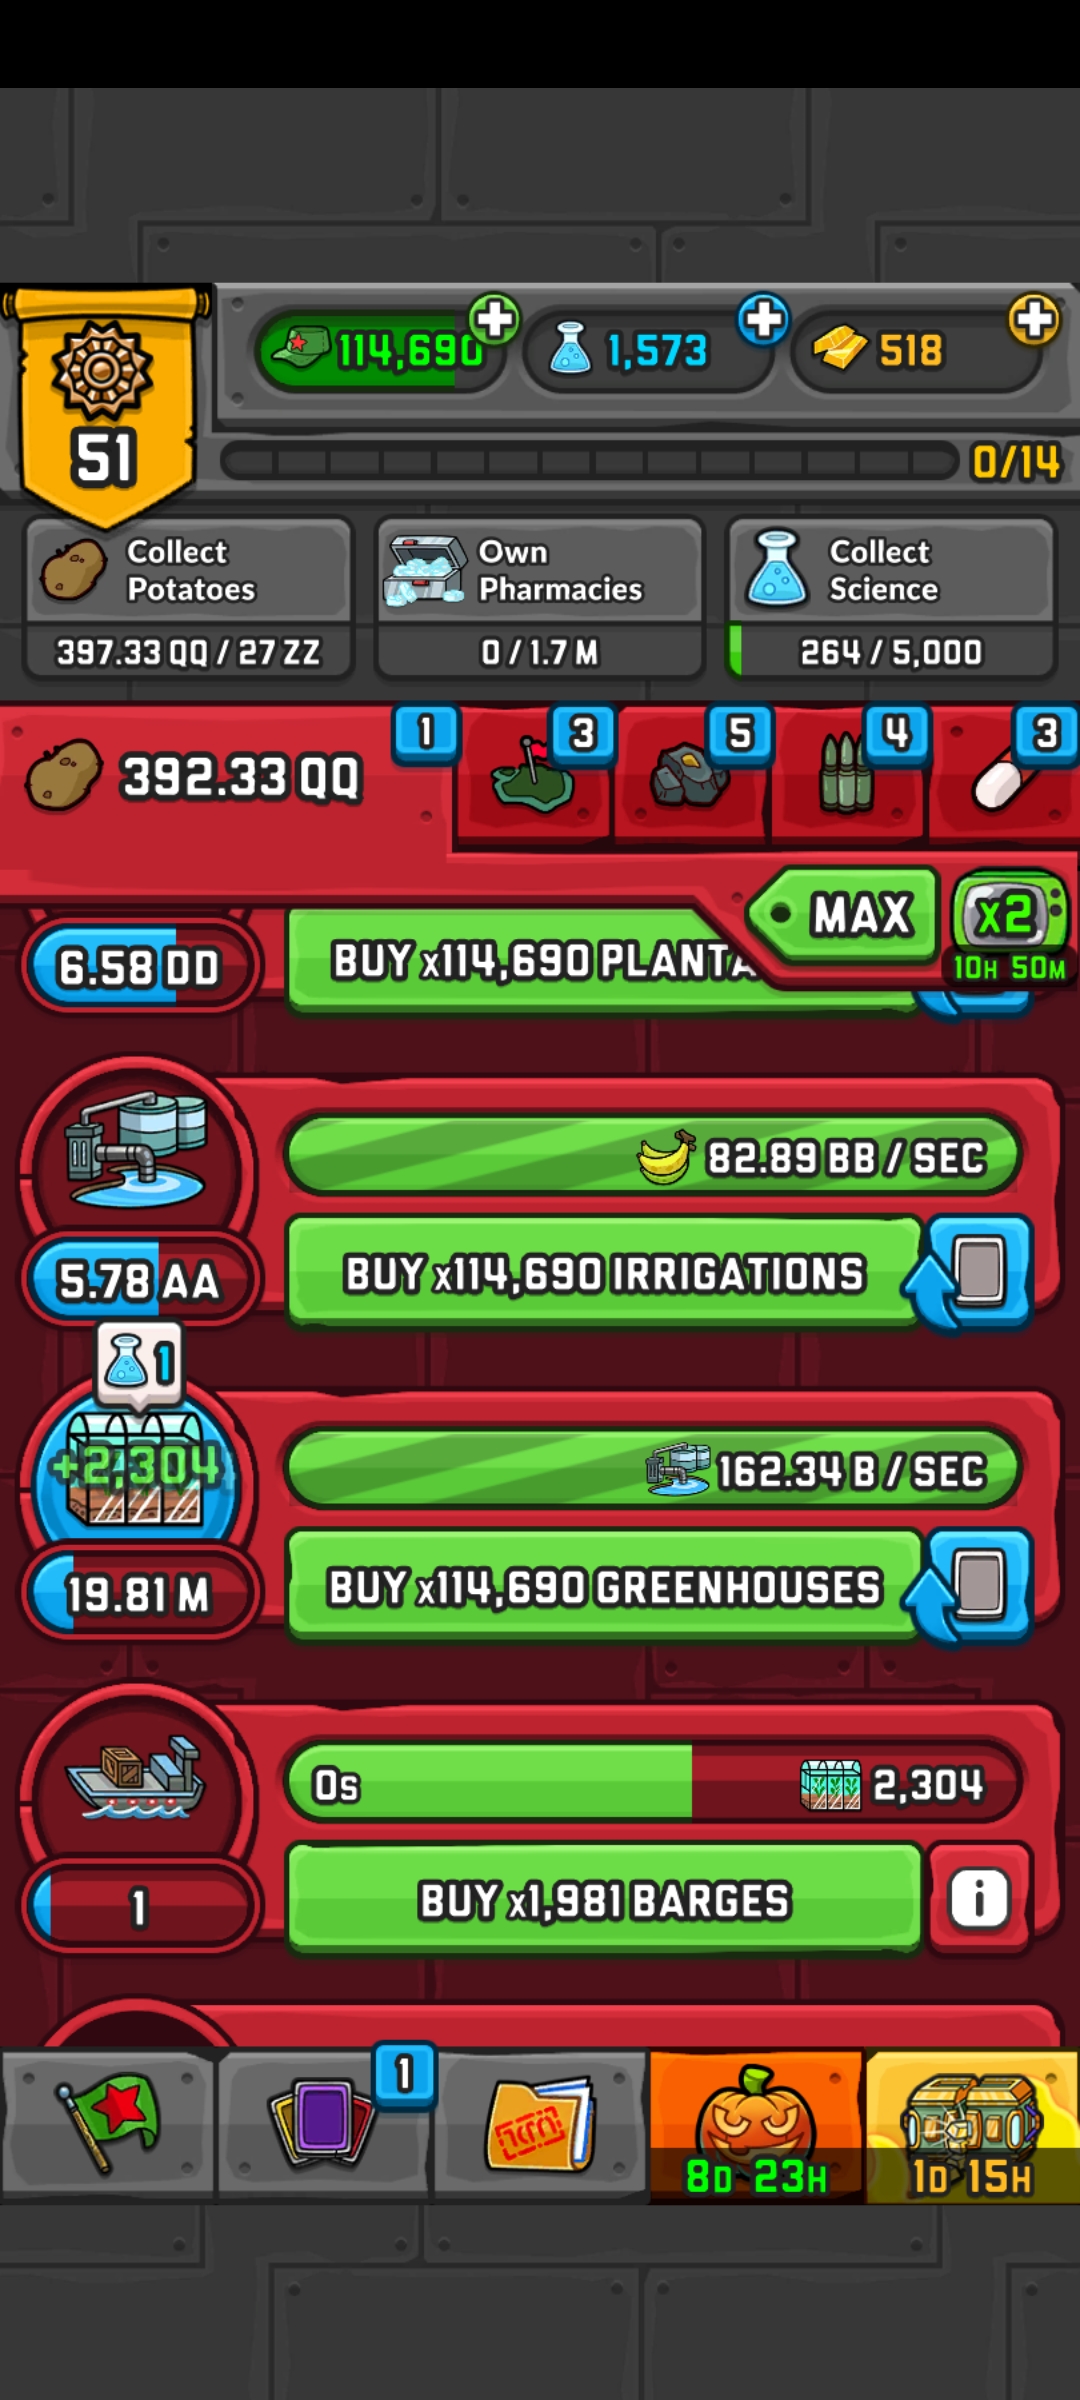 51
114,690
1,573
518
0/14
Collect
Potatoes
397.33 QQ / 27 ZZ
Own
Pharmacies
0 / 1.7 M
Collect
Science
264 / 5,000
392.33 QQ
1
3
5
4
3
MAX
x2
10H 50M
6.58 DD
BUY x114,690 PLANTA
82.89 BB / SEC
5.78 AA
BUY x114,690 IRRIGATIONS
1
+2,304
162.34 B / SEC
19.81 M
BUY x114,690 GREENHOUSES
0s
2,304
1
BUY x1,981 BARGES
i
1
8D 23H
1D 15H